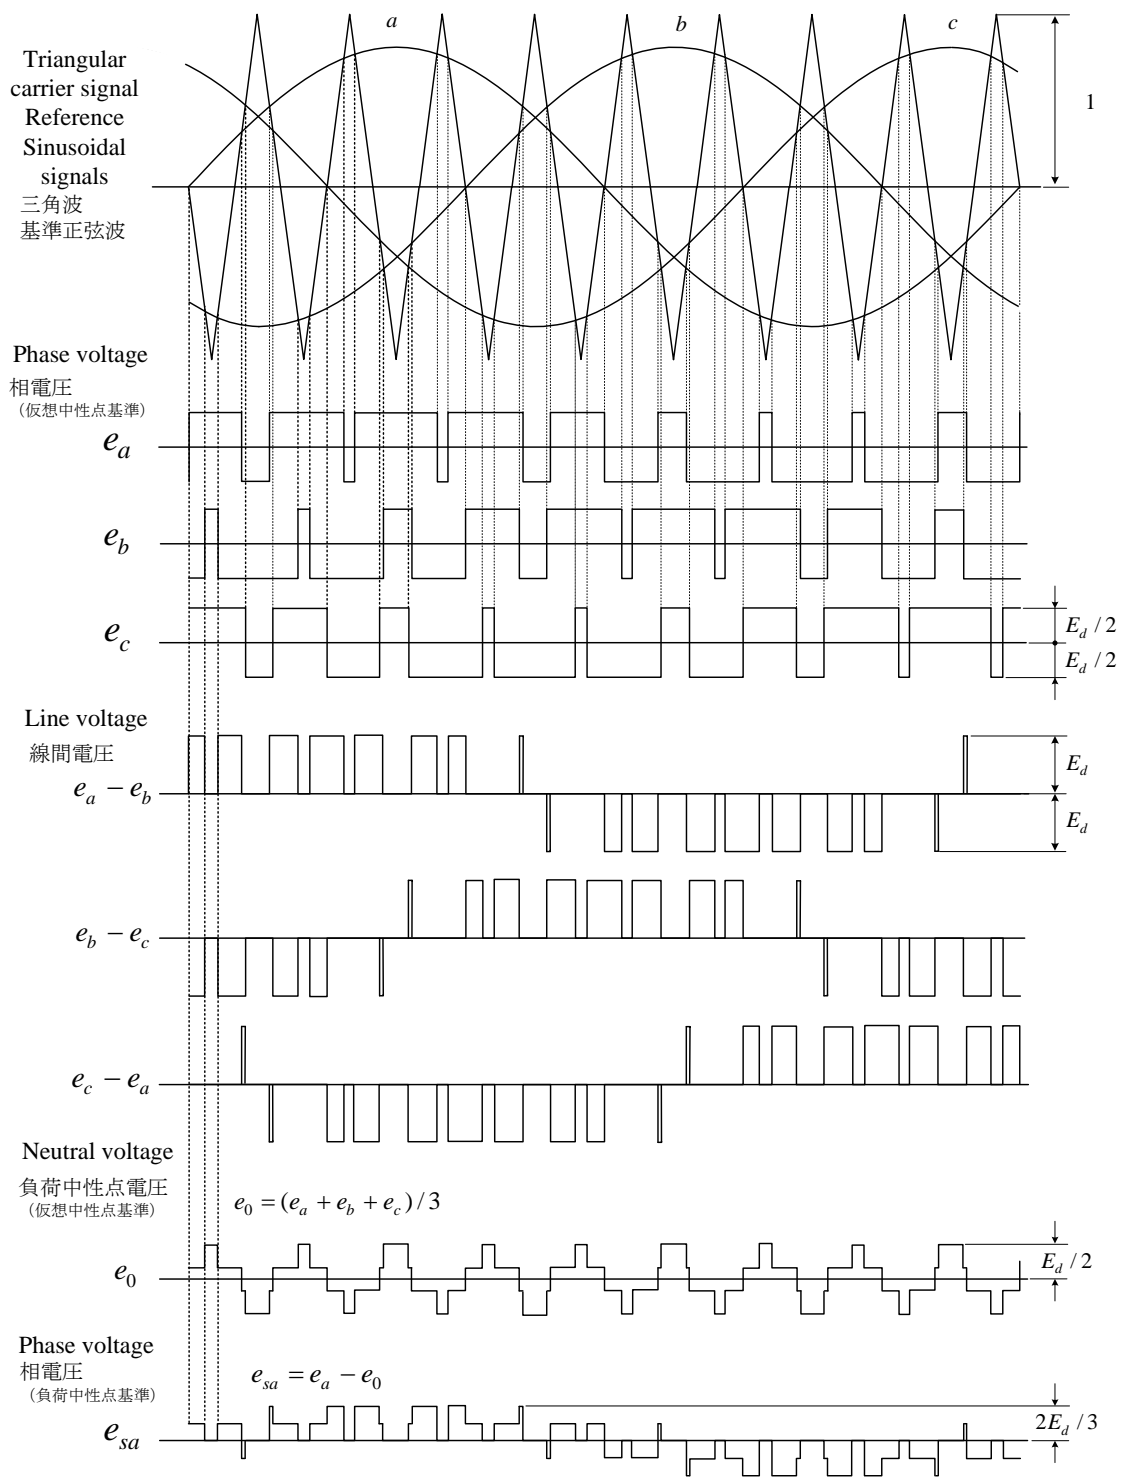 a
b
c
Triangular
carrier signal
Reference
Sinusoidal
signals
三角波
基準正弦波
1
Phase voltage
相電圧
（仮想中性点基準）
e_a
e_b
e_c
E_d / 2
E_d / 2
Line voltage
線間電圧
e_a − e_b
E_d
E_d
e_b − e_c
e_c − e_a
Neutral voltage
負荷中性点電圧
（仮想中性点基準）
e_0 = (e_a + e_b + e_c) / 3
e_0
E_d / 2
Phase voltage
相電圧
（負荷中性点基準）
e_sa = e_a − e_0
e_sa
2E_d / 3